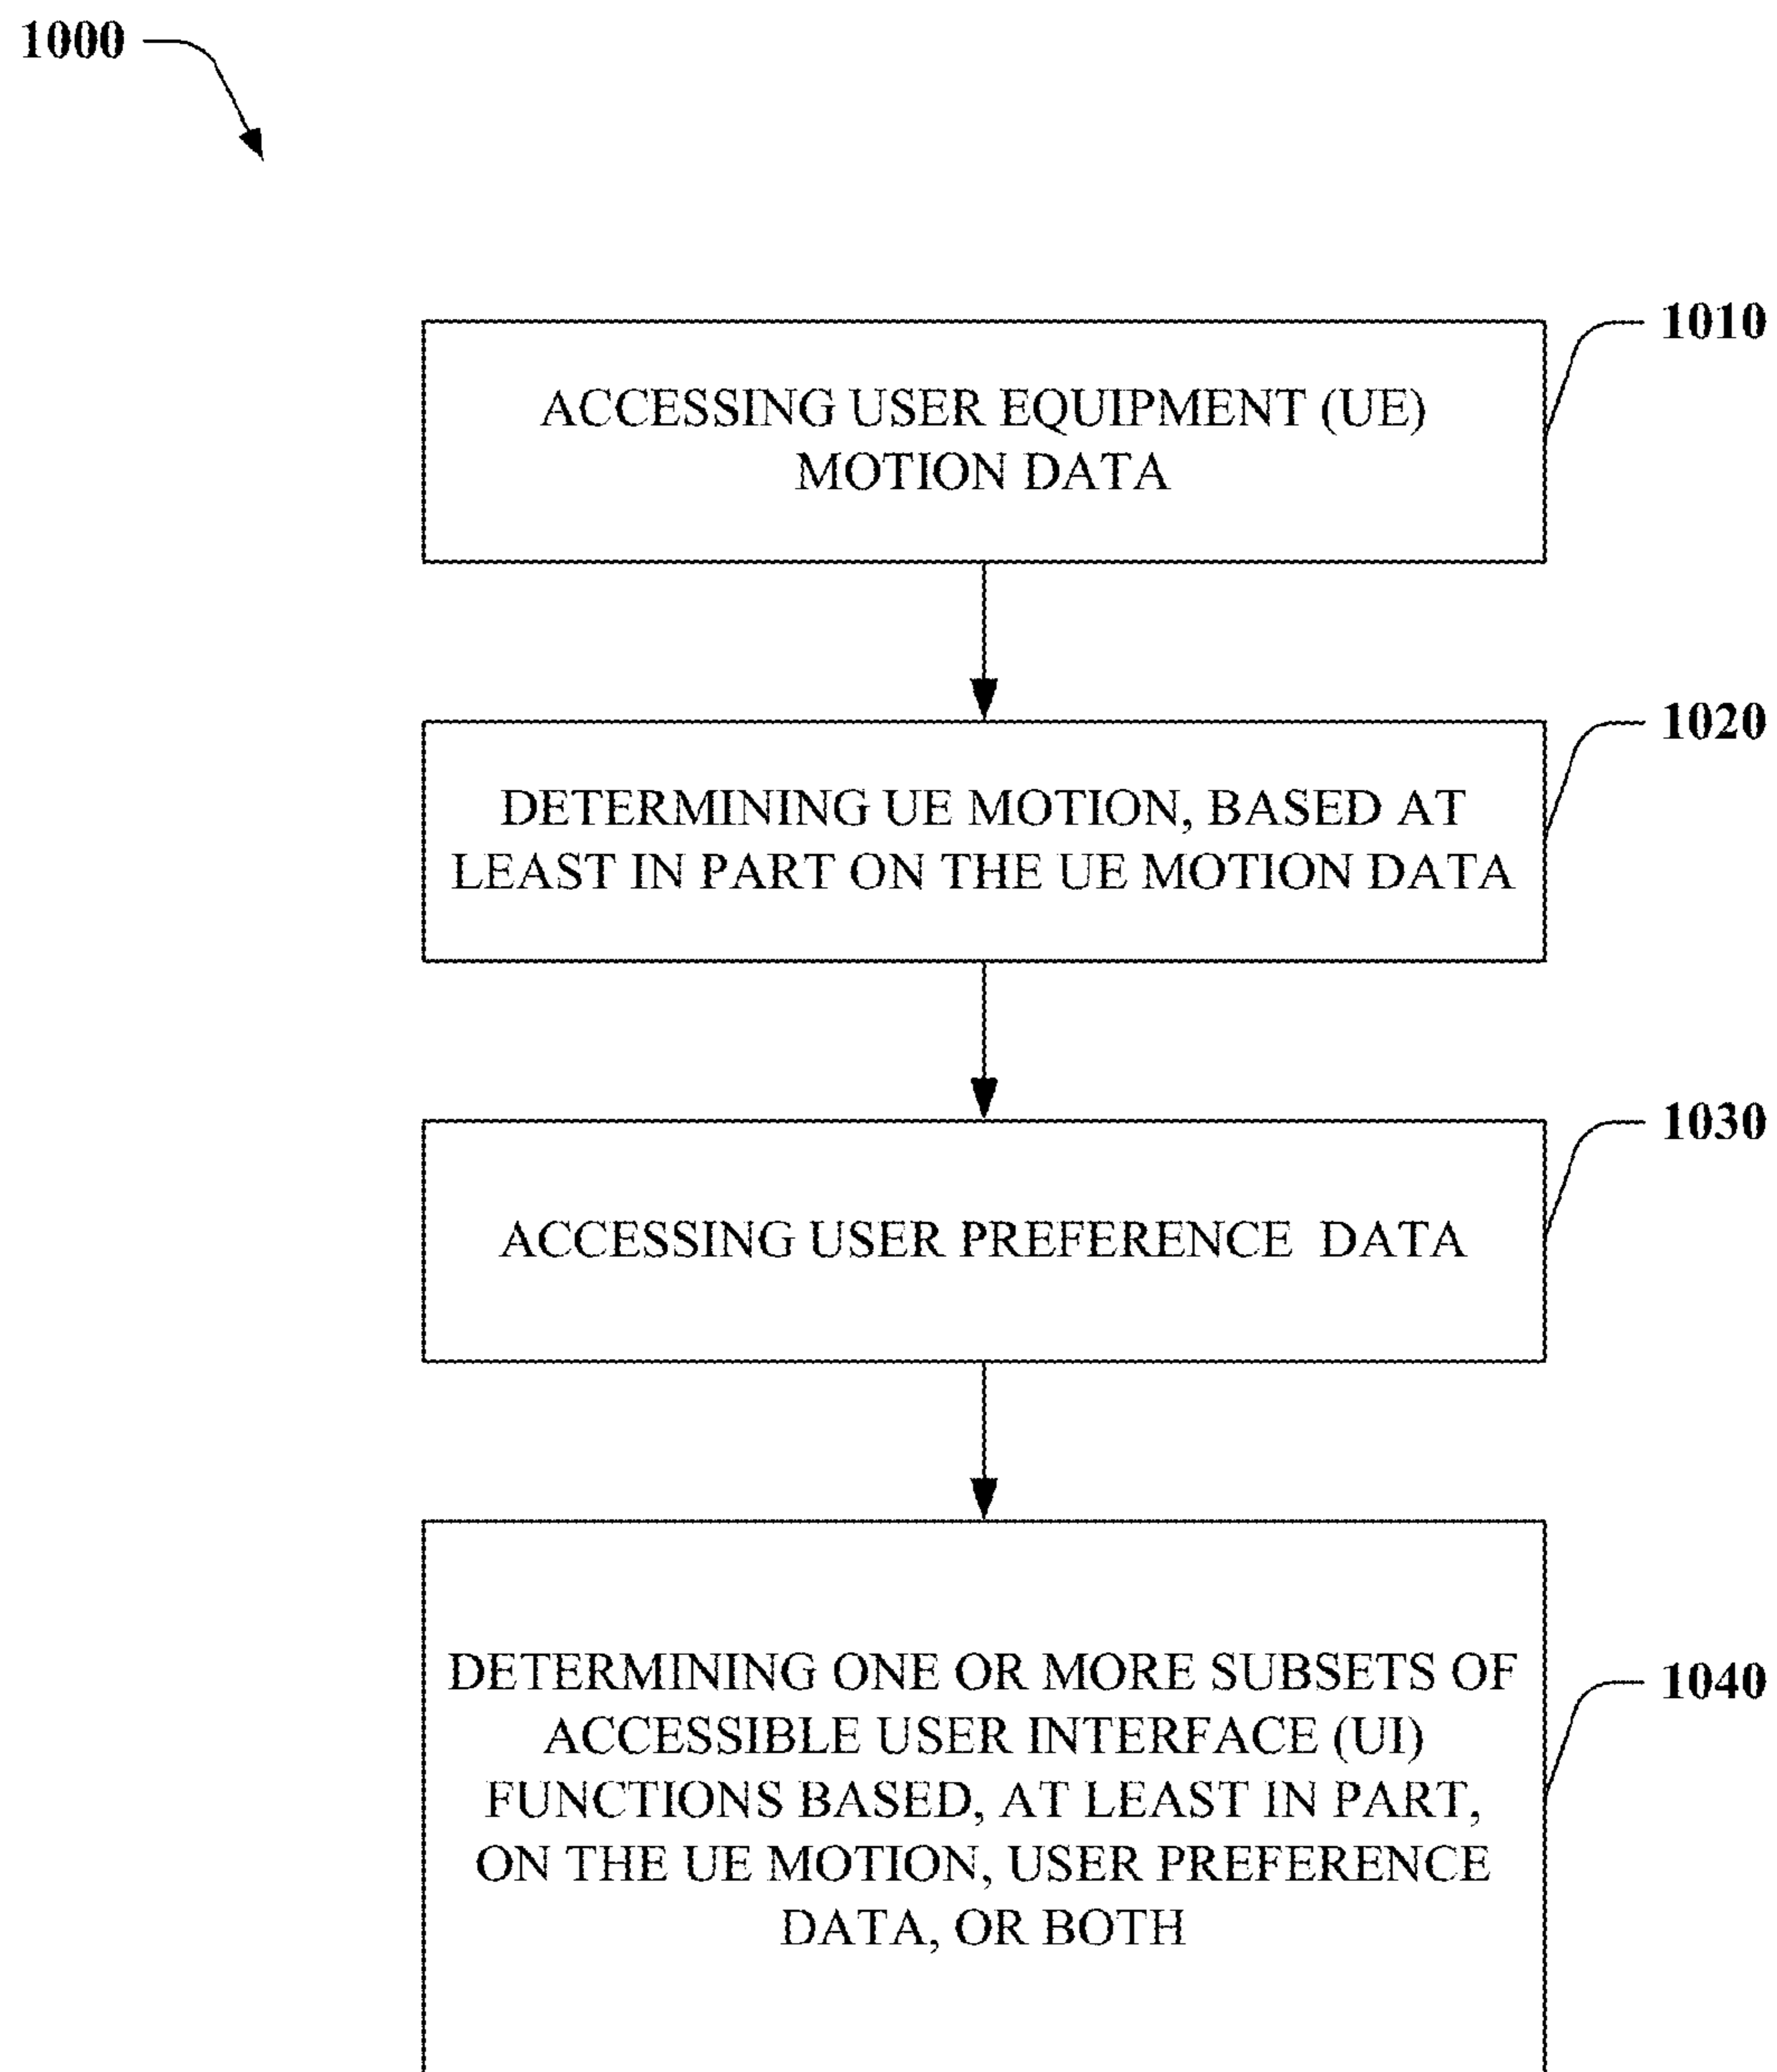 1000
1010
ACCESSING USER EQUIPMENT (UE)
MOTION DATA
1020
DETERMINING UE MOTION, BASED AT
LEAST IN PART ON THE UE MOTION DATA
1030
ACCESSING USER PREFERENCE DATA
1040
DETERMINING ONE OR MORE SUBSETS OF
ACCESSIBLE USER INTERFACE (UI)
FUNCTIONS BASED, AT LEAST IN PART,
ON THE UE MOTION, USER PREFERENCE
DATA, OR BOTH